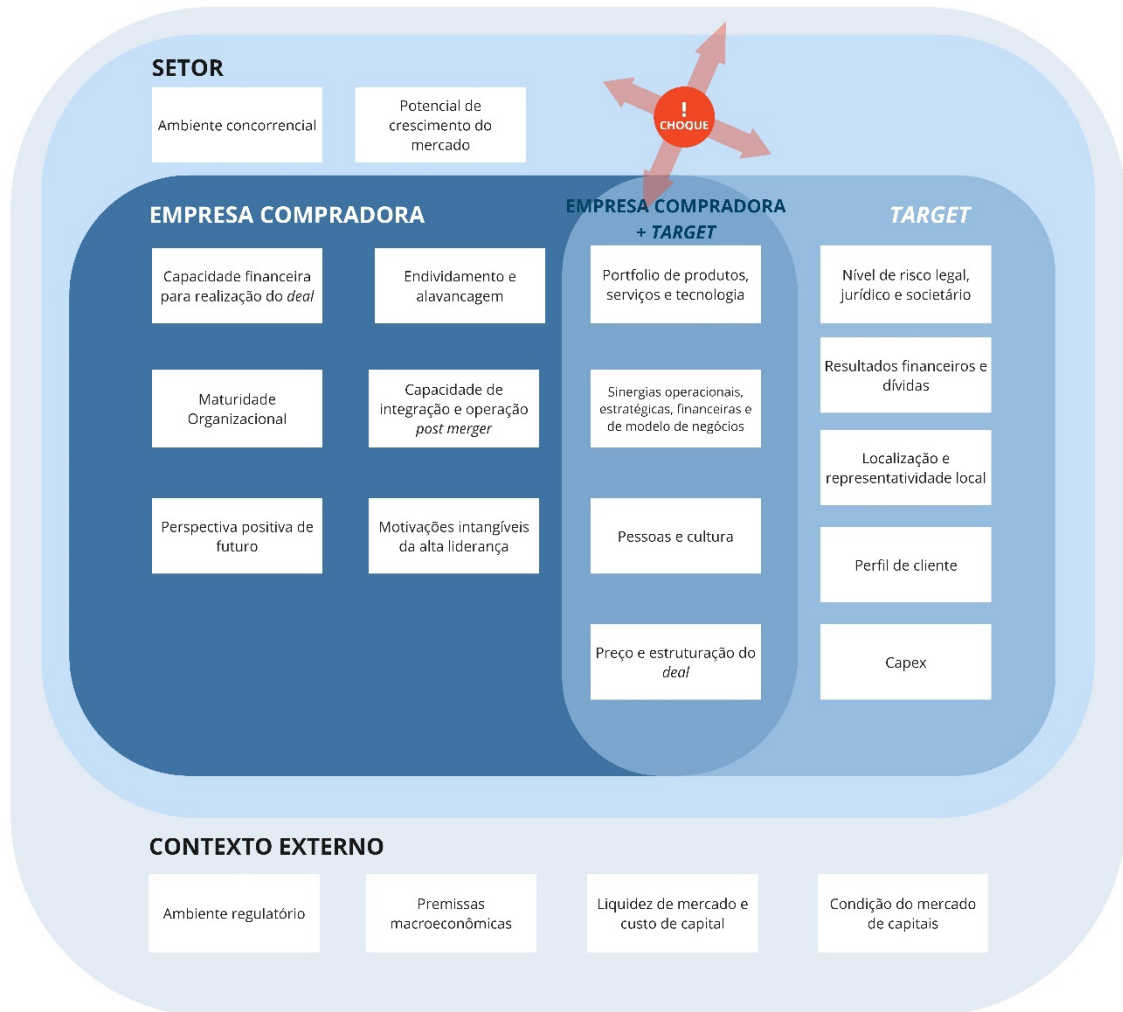 SETOR
Ambiente concorrencial
Potencial de
crescimento do
mercado
!
CHOQUE
EMPRESA COMPRADORA
Capacidade financeira
para realização do deal
Endividamento e
alavancagem
Maturidade
Organizacional
Capacidade de
integração e operação
post merger
Perspectiva positiva de
futuro
Motivações intangíveis
da alta liderança
EMPRESA COMPRADORA
+ TARGET
Portfolio de produtos,
serviços e tecnologia
Sinergias operacionais,
estratégicas, financeiras e
de modelo de negócios
Pessoas e cultura
Preço e estruturação do
deal
TARGET
Nível de risco legal,
jurídico e societário
Resultados financeiros e
dívidas
Localização e
representatividade local
Perfil de cliente
Capex
CONTEXTO EXTERNO
Ambiente regulatório
Premissas
macroeconômicas
Liquidez de mercado e
custo de capital
Condição do mercado
de capitais